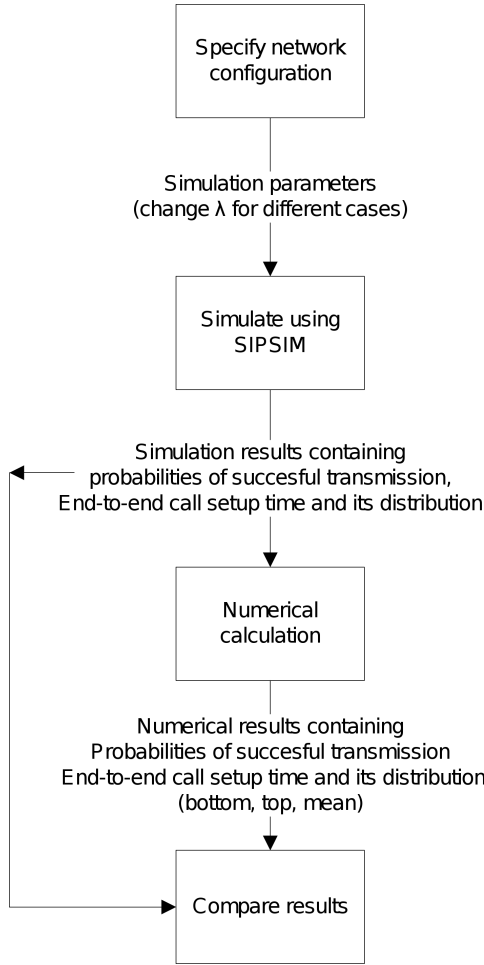 Specify network
configuration
Simulation parameters
(change λ for different cases)
Simulate using
SIPSIM
Simulation results containing
probabilities of succesful transmission,
End-to-end call setup time and its distribution
Numerical
calculation
Numerical results containing
Probabilities of succesful transmission
End-to-end call setup time and its distribution
(bottom, top, mean)
Compare results